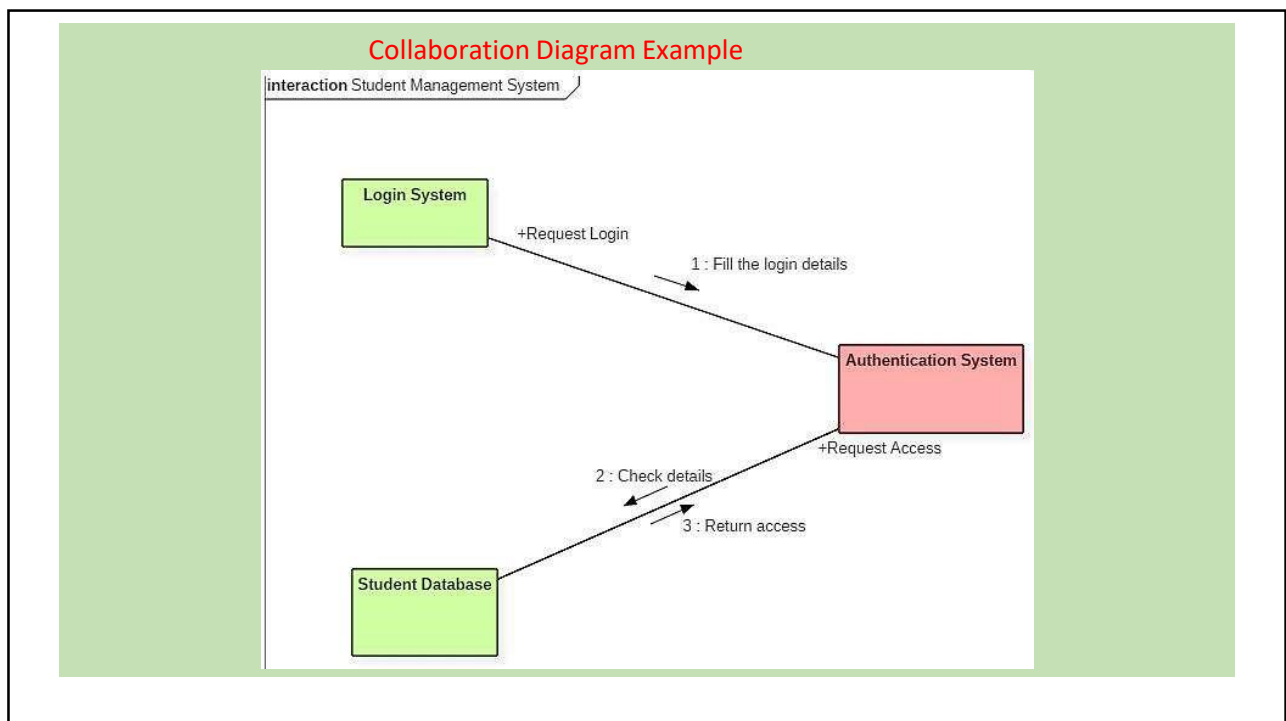 Collaboration Diagram Example
interaction Student Management System
Login System
+Request Login
1 : Fill the login details
Authentication System
+Request Access
2 : Check details
3 : Return access
Student Database